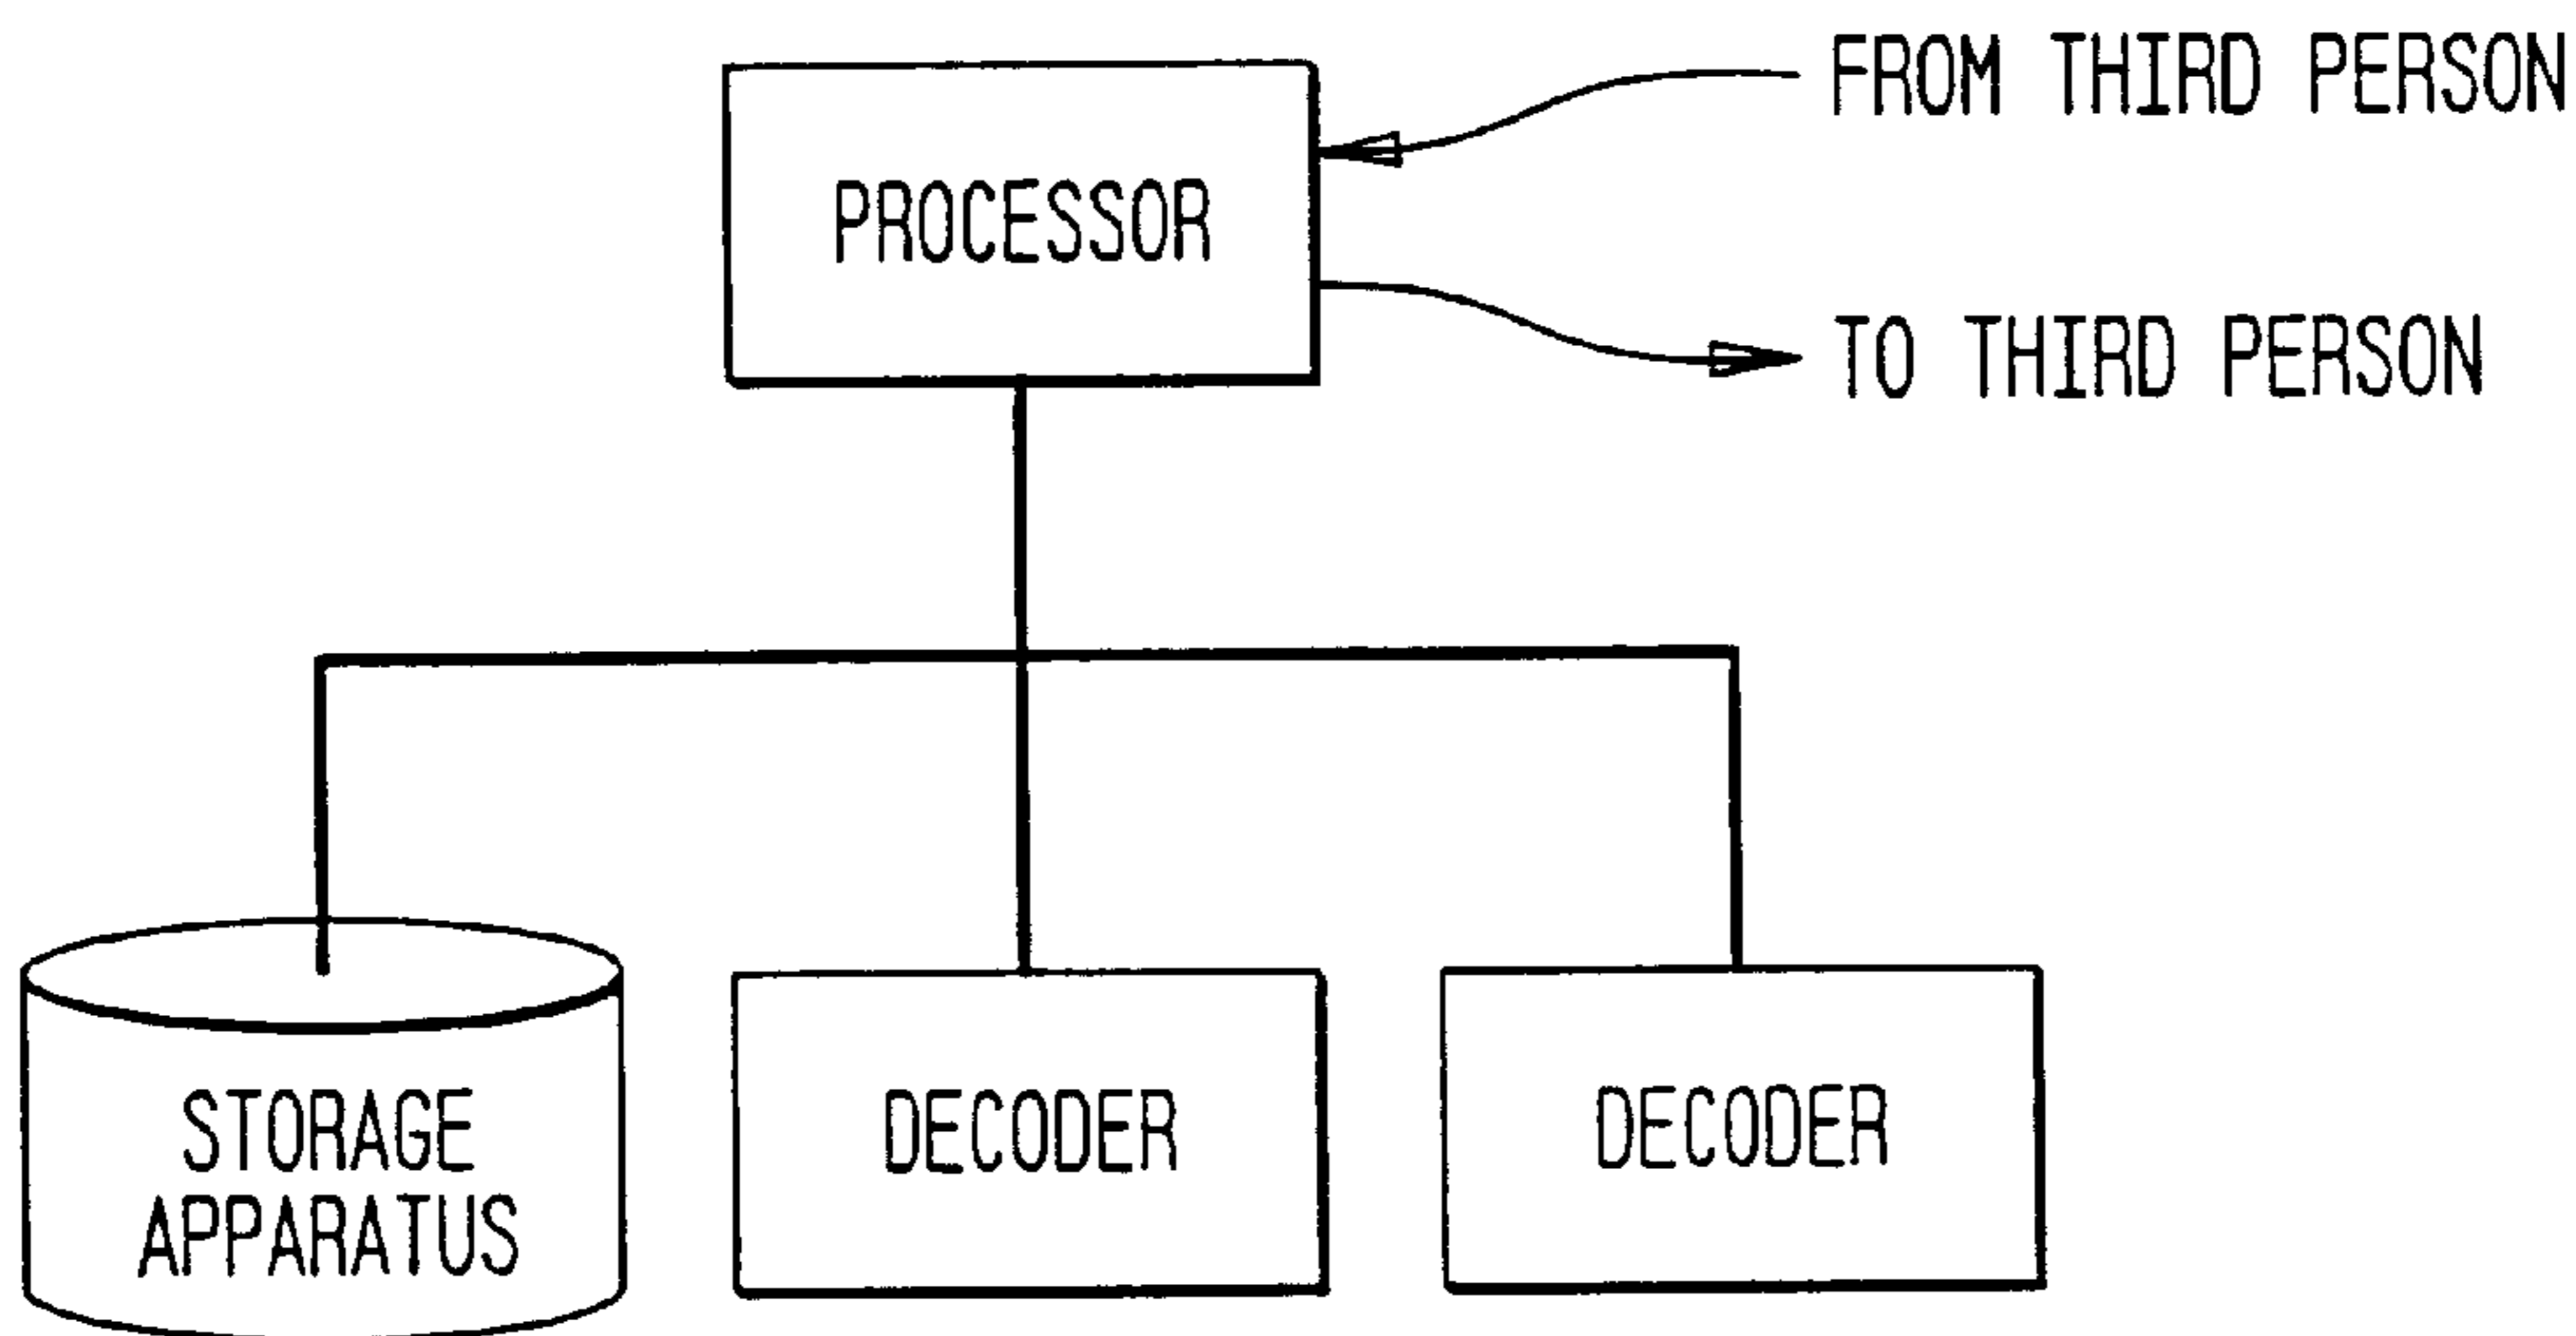 FROM THIRD PERSON
PROCESSOR
TO THIRD PERSON
STORAGE
APPARATUS
DECODER
DECODER